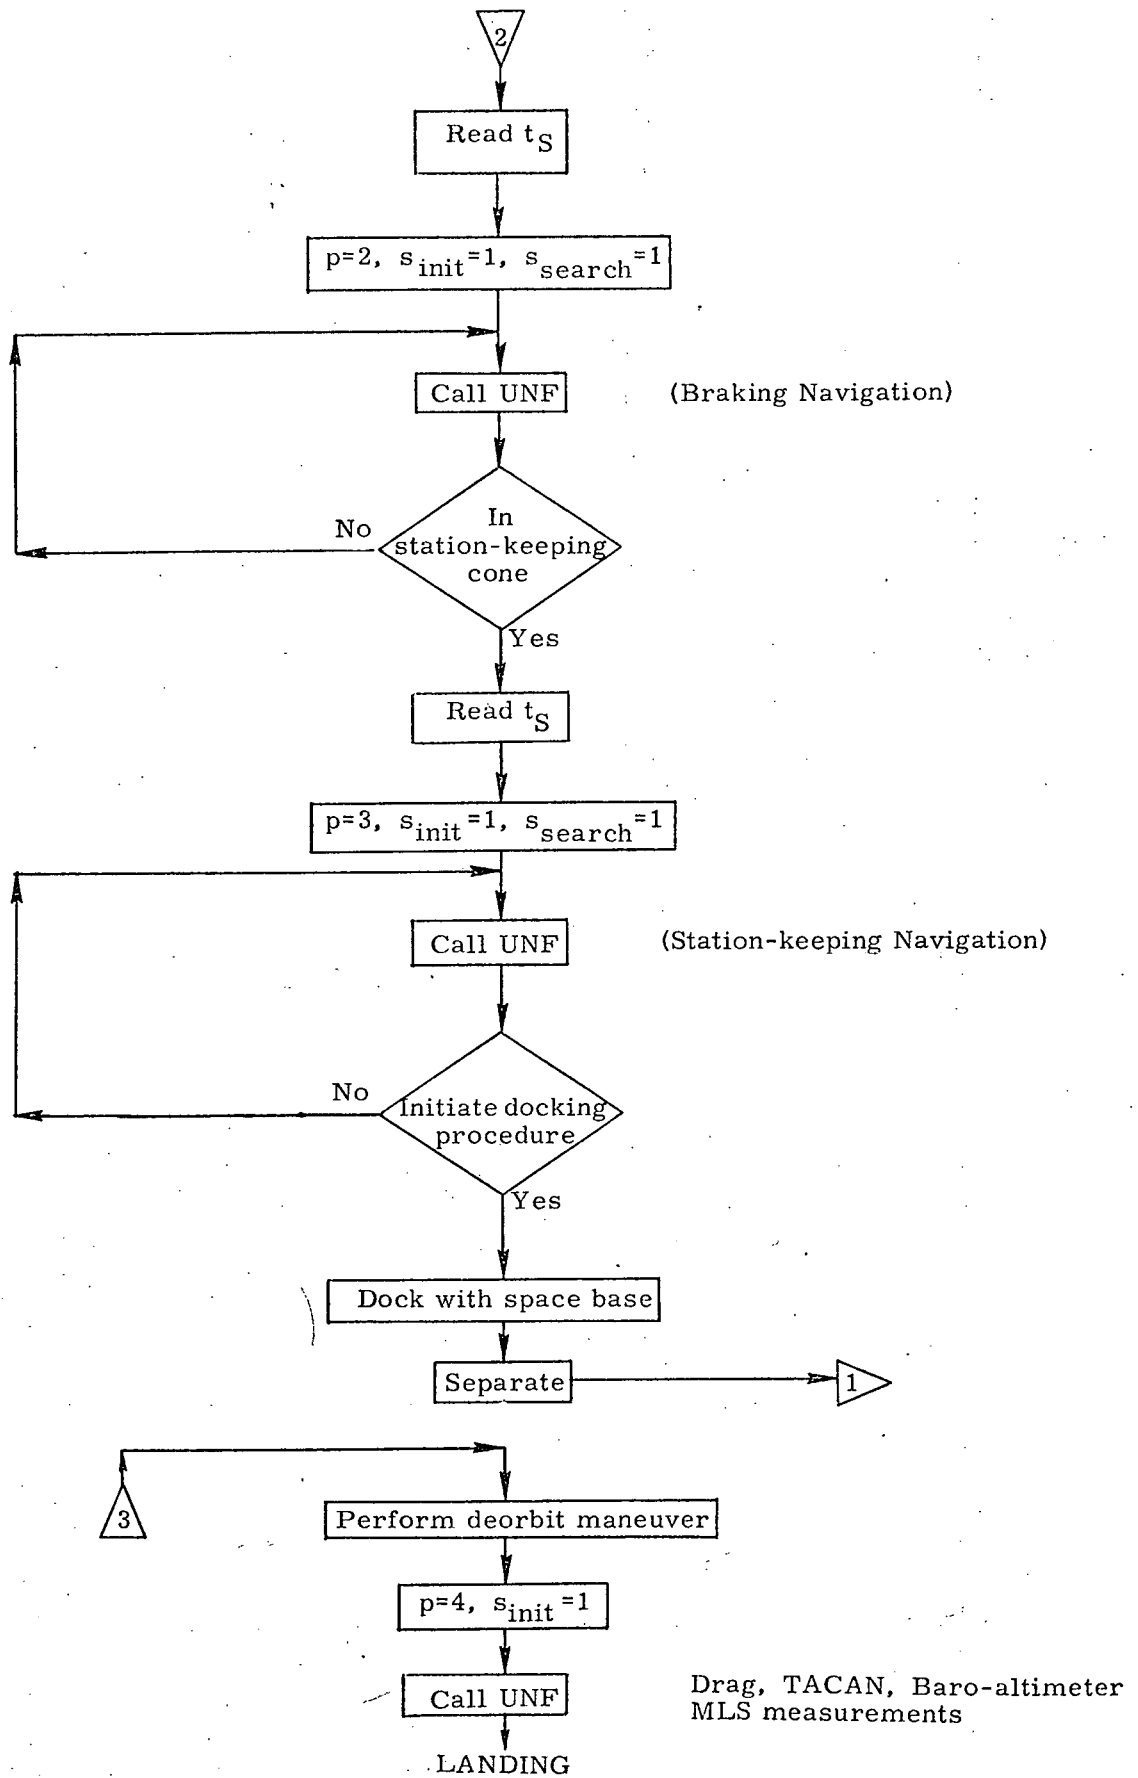 2
Read t_S
p=2, s_init=1, s_search=1
Call UNF
(Braking Navigation)
No
In
station-keeping
cone
Yes
Read t_S
p=3, s_init=1, s_search=1
Call UNF
(Station-keeping Navigation)
No
Initiate docking
procedure
Yes
Dock with space base
Separate
1
3
Perform deorbit maneuver
p=4, s_init=1
Call UNF
Drag, TACAN, Baro-altimeter
MLS measurements
LANDING